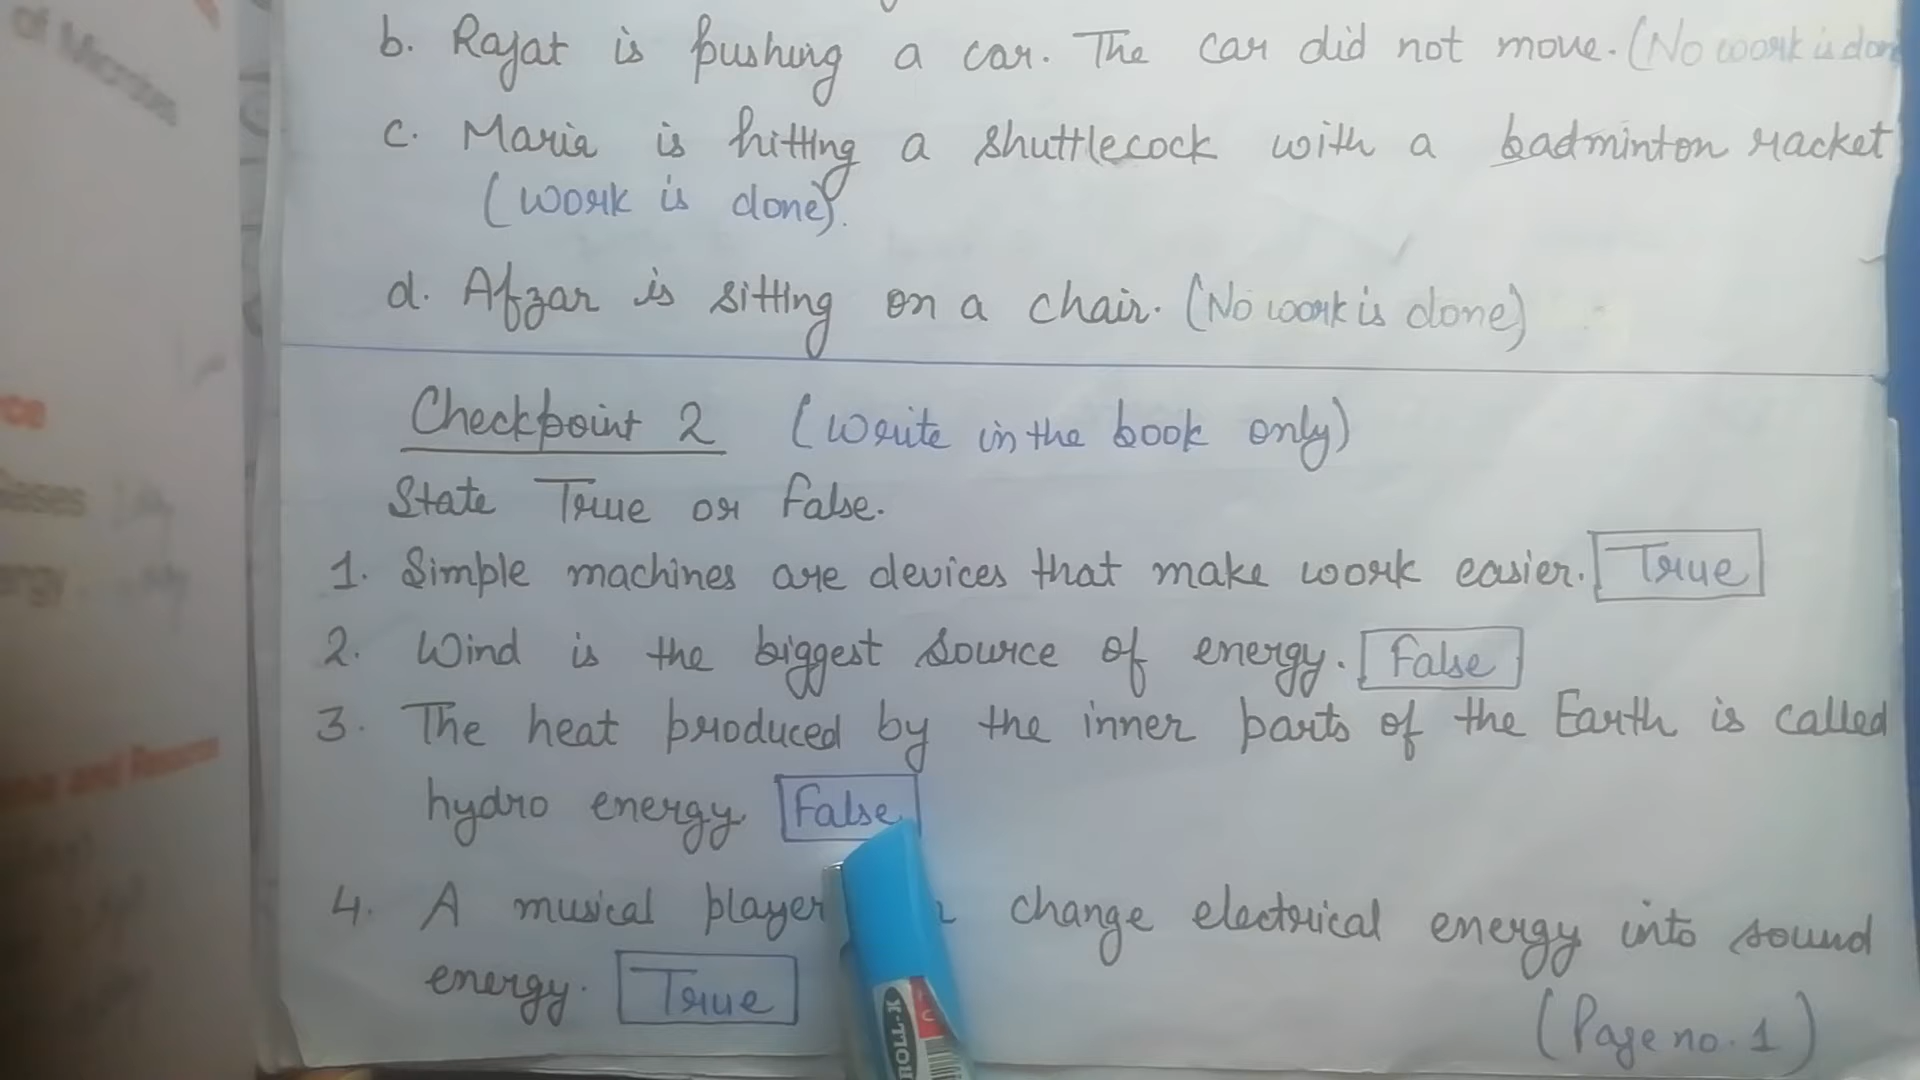 of Microbes
b. Rajat is pushing a car. The car did not move. (No work is don
c. Maria is hitting a shuttlecock with a badminton racket
(work is done).
d. Afzar is sitting on a chair. (No work is done)
Checkpoint 2 (Write in the book only)
State True or False.
1. Simple machines are devices that make work easier. True
2. Wind is the biggest source of energy. False
3. The heat produced by the inner parts of the Earth is called
hydro energy False
4. A musical player change electrical energy into sound
energy. True
(Page no. 1)